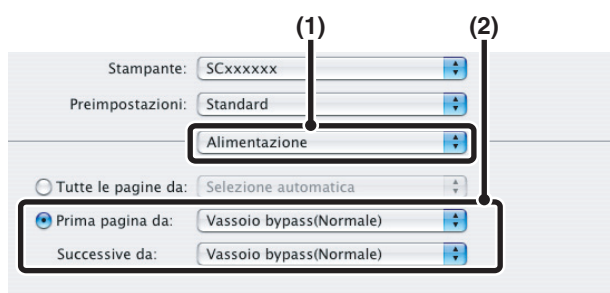 (1) (2)
Stampante: SCxxxxxx
Preimpostazioni: Standard
Alimentazione
Tutte le pagine da: Selezione automatica
Prima pagina da: Vassoio bypass(Normale)
Successive da: Vassoio bypass(Normale)